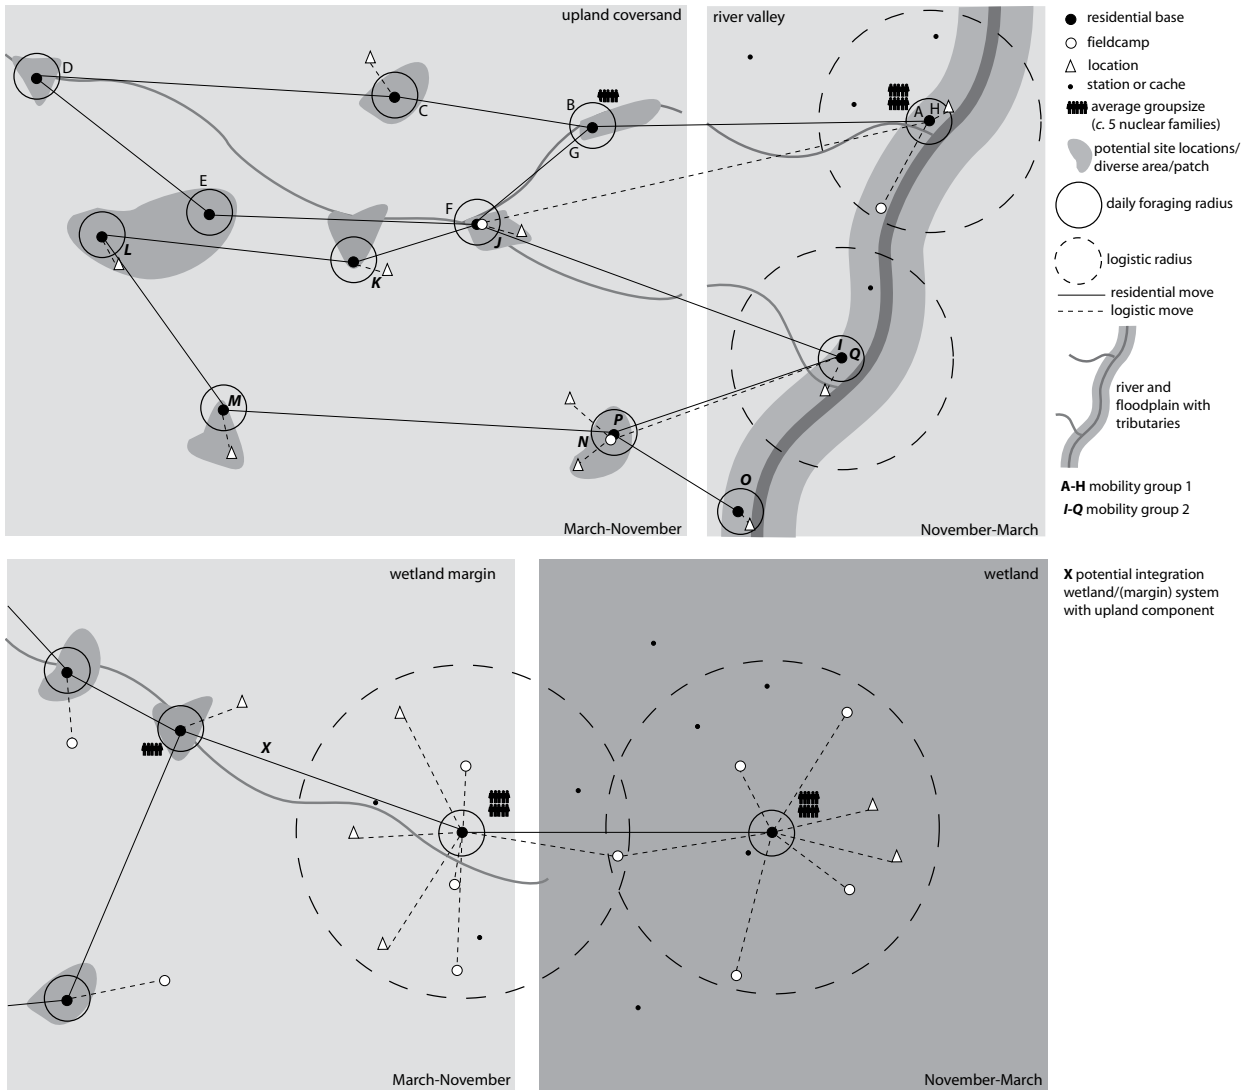 upland coversand
river valley
residential base
fieldcamp
location
station or cache
average groupsize
(c. 5 nuclear families)
potential site locations/
diverse area/patch
daily foraging radius
logistic radius
residential move
logistic move
river and
floodplain with
tributaries
A-H mobility group 1
I-Q mobility group 2
D
C
B
G
A H
E
F
J
L
K
I
Q
M
P
N
O
March-November
November-March
wetland margin
wetland
X potential integration
wetland/(margin) system
with upland component
X
March-November
November-March